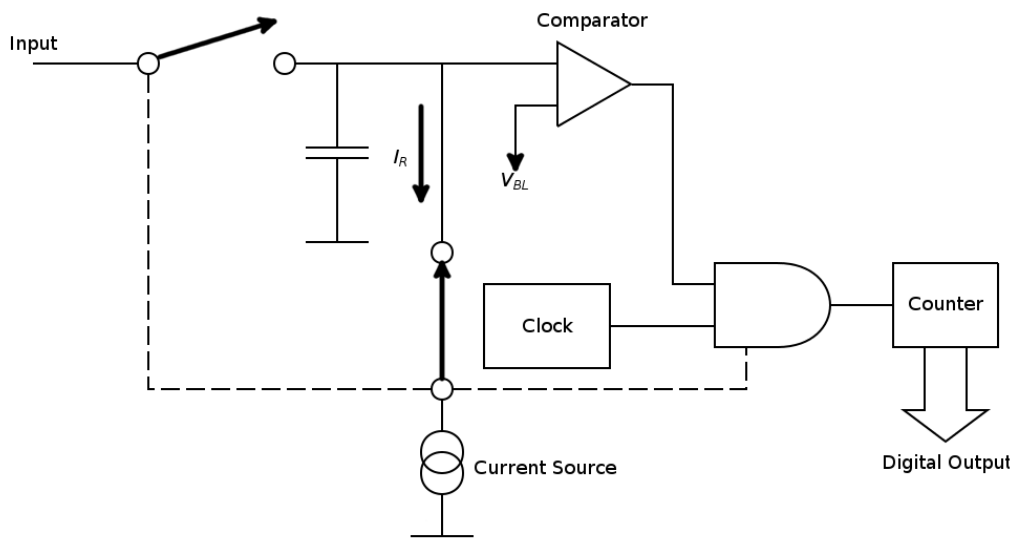 Comparator
Input
I_R
V_BL
Clock
Counter
Current Source
Digital Output